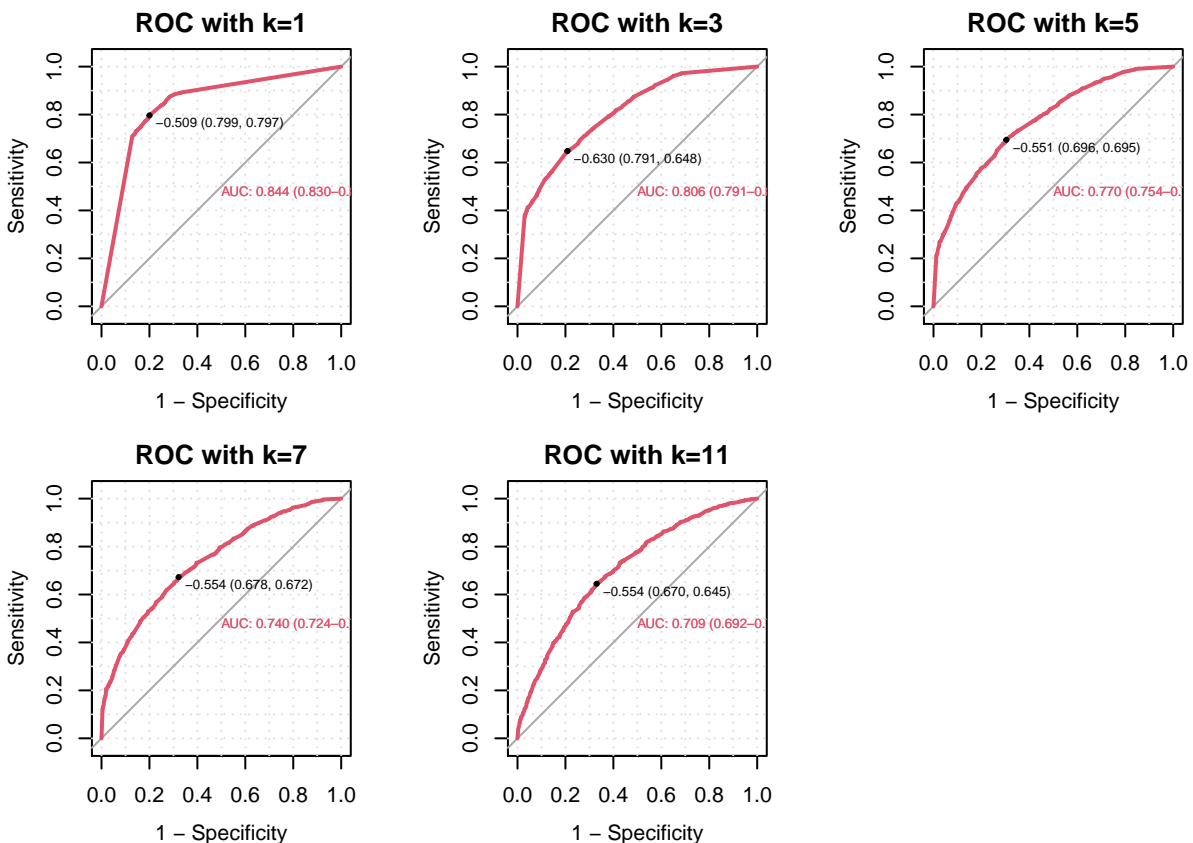 ROC with k=1
Sensitivity
0.0 0.2 0.4 0.6 0.8 1.0
−0.509 (0.799, 0.797)
AUC: 0.844 (0.830–0.
0.0 0.2 0.4 0.6 0.8 1.0
1 − Specificity
ROC with k=3
Sensitivity
0.0 0.2 0.4 0.6 0.8 1.0
−0.630 (0.791, 0.648)
AUC: 0.806 (0.791–
0.0 0.2 0.4 0.6 0.8 1.0
1 − Specificity
ROC with k=5
Sensitivity
0.0 0.2 0.4 0.6 0.8 1.0
−0.551 (0.696, 0.695)
AUC: 0.770 (0.754–0.
0.0 0.2 0.4 0.6 0.8 1.0
1 − Specificity
ROC with k=7
Sensitivity
0.0 0.2 0.4 0.6 0.8 1.0
−0.554 (0.678, 0.672)
AUC: 0.740 (0.724–0.
0.0 0.2 0.4 0.6 0.8 1.0
1 − Specificity
ROC with k=11
Sensitivity
0.0 0.2 0.4 0.6 0.8 1.0
−0.554 (0.670, 0.645)
AUC: 0.709 (0.692–0.
0.0 0.2 0.4 0.6 0.8 1.0
1 − Specificity